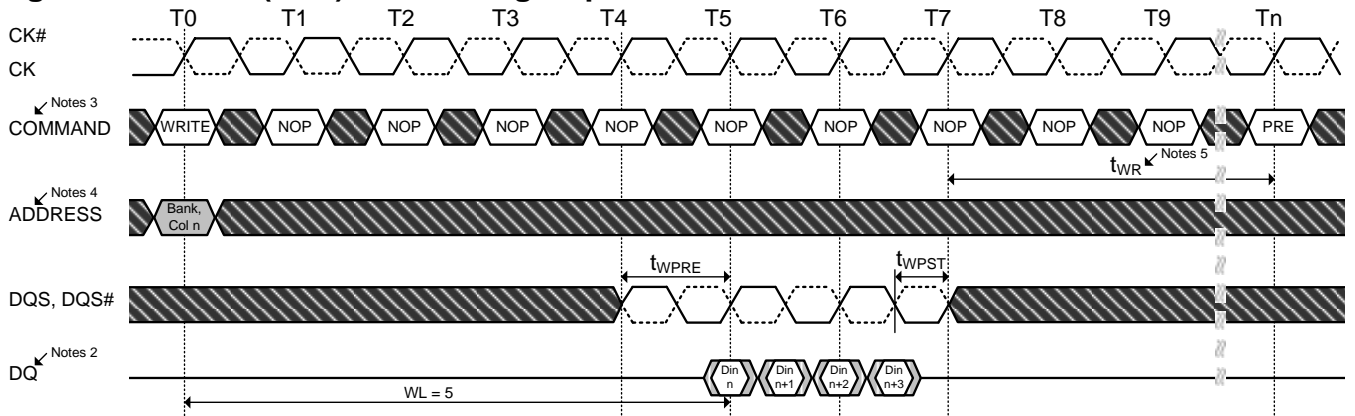 T0 T1 T2 T3 T4 T5 T6 T7 T8 T9 Tn
CK#
CK
Notes 3
COMMAND WRITE NOP NOP NOP NOP NOP NOP NOP NOP NOP PRE
tWR Notes 5
Notes 4
ADDRESS
Bank,
Col n
tWPRE tWPST
DQS, DQS#
Notes 2
DQ
Din
n
Din
n+1
Din
n+2
Din
n+3
WL = 5